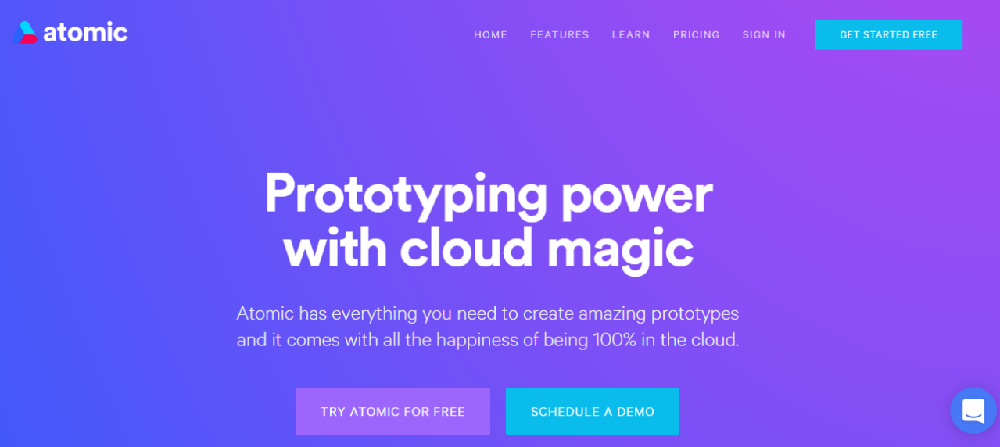 atomic
HOME FEATURES LEARN PRICING SIGN IN GET STARTED FREE
Prototyping power
with cloud magic
Atomic has everything you need to create amazing prototypes
and it comes with all the happiness of being 100% in the cloud.
TRY ATOMIC FOR FREE SCHEDULE A DEMO